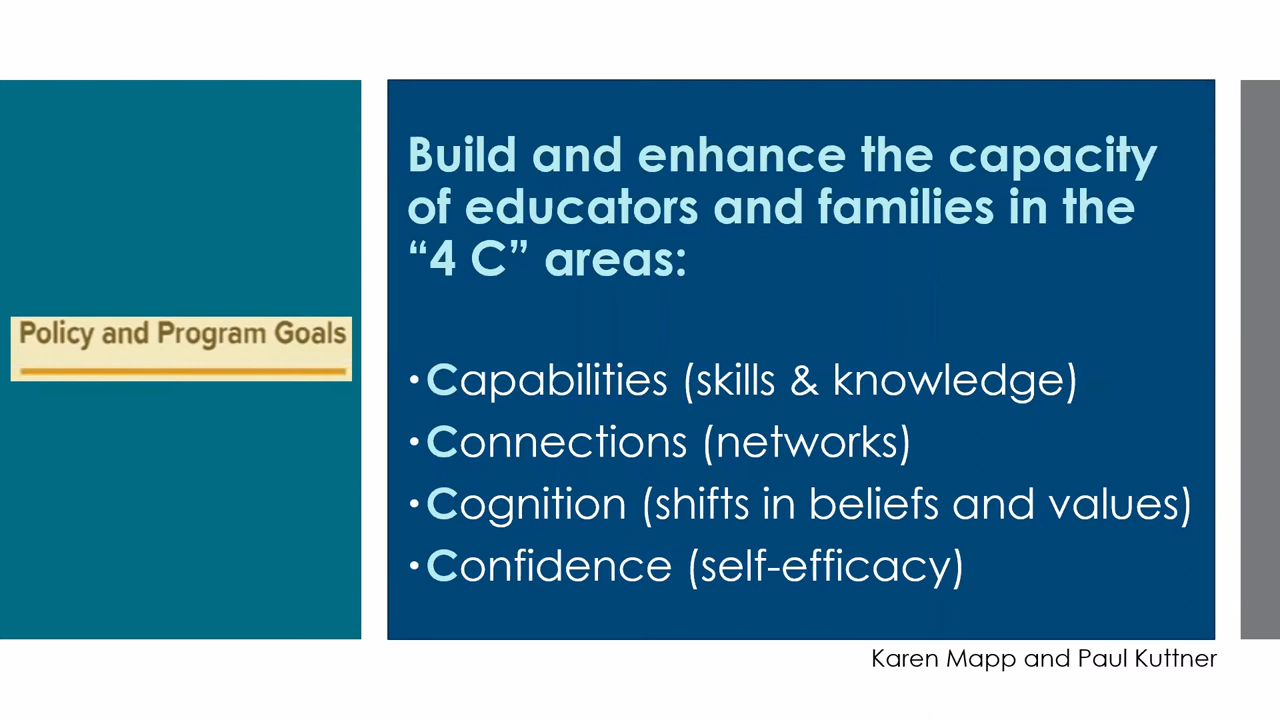 Policy and Program Goals
Build and enhance the capacity
of educators and families in the
“4 C” areas:
•Capabilities (skills & knowledge)
•Connections (networks)
•Cognition (shifts in beliefs and values)
•Confidence (self-efficacy)
Karen Mapp and Paul Kuttner